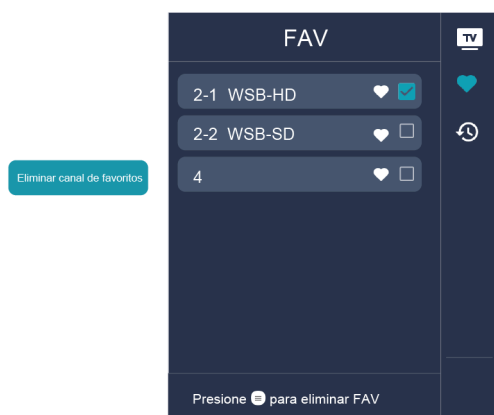 FAV
TV
2-1 WSB-HD
2-2 WSB-SD
Eliminar canal de favoritos
4
Presione para eliminar FAV